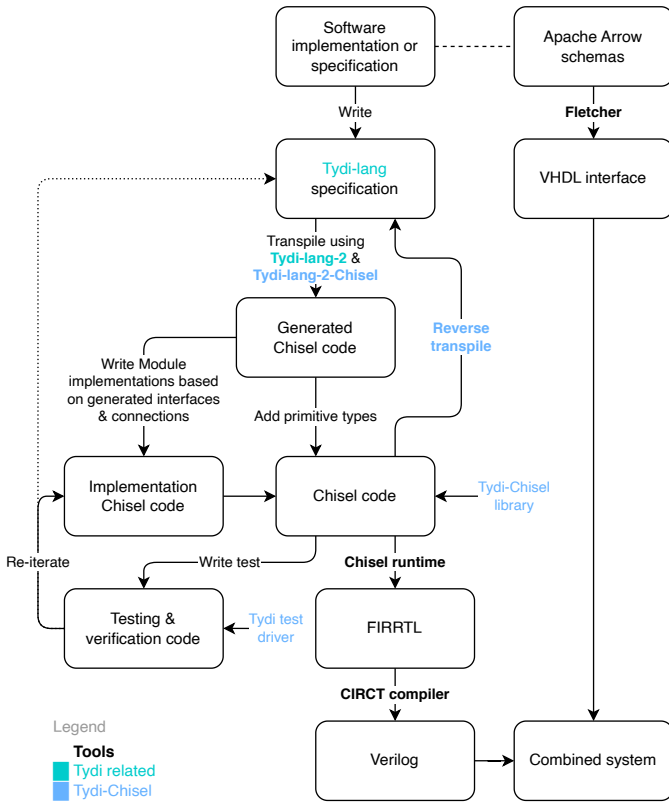 Software
implementation or
specification
Apache Arrow
schemas
Write
Fletcher
Tydi-lang
specification
VHDL interface
Transpile using
Tydi-lang-2 &
Tydi-lang-2-Chisel
Generated
Chisel code
Reverse
transpile
Write Module
implementations based
on generated interfaces
& connections
Add primitive types
Implementation
Chisel code
Chisel code
Tydi-Chisel
library
Re-iterate
Write test
Chisel runtime
Testing &
verification code
Tydi test
driver
FIRRTL
CIRCT compiler
Legend
Tools
Tydi related
Tydi-Chisel
Verilog
Combined system